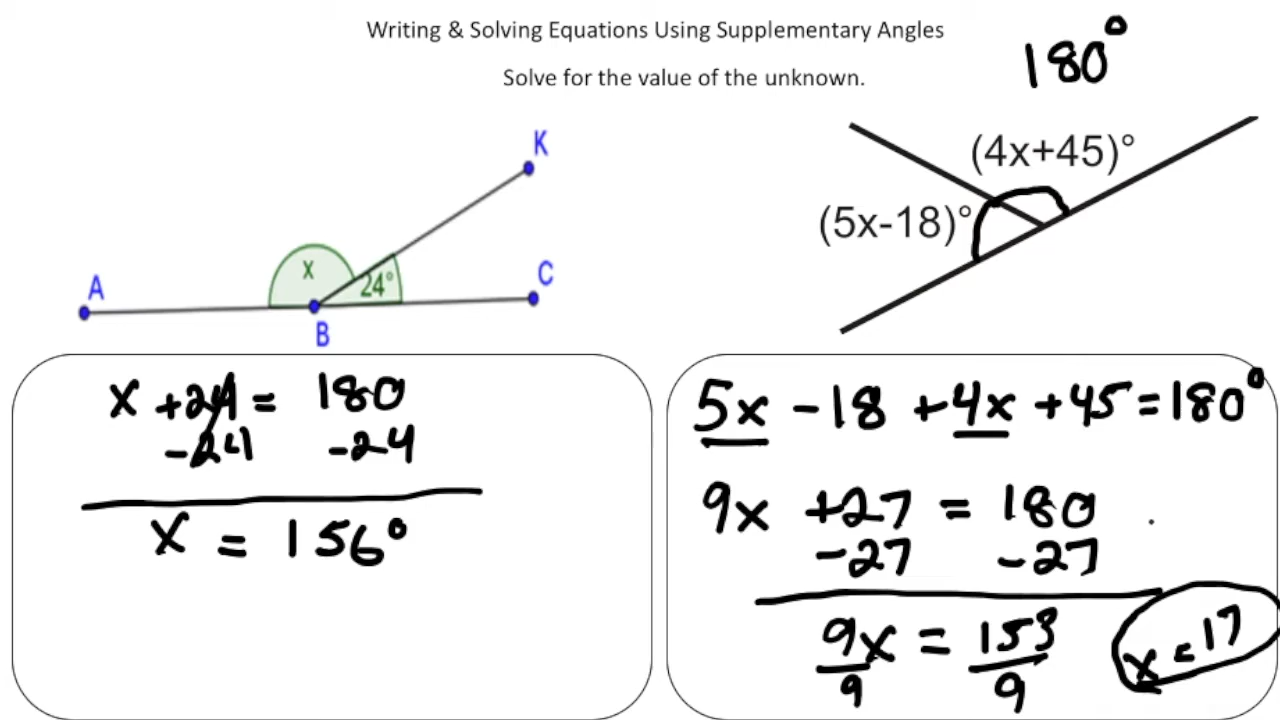 Writing & Solving Equations Using Supplementary Angles
Solve for the value of the unknown.
180°
K
A
x
24°
C
B
(4x+45)°
(5x-18)°
x +24 = 180
-24 -24
x = 156°
5x -18 +4x +45 = 180°
9x +27 = 180
-27 -27
9x = 153
9 9
x = 17